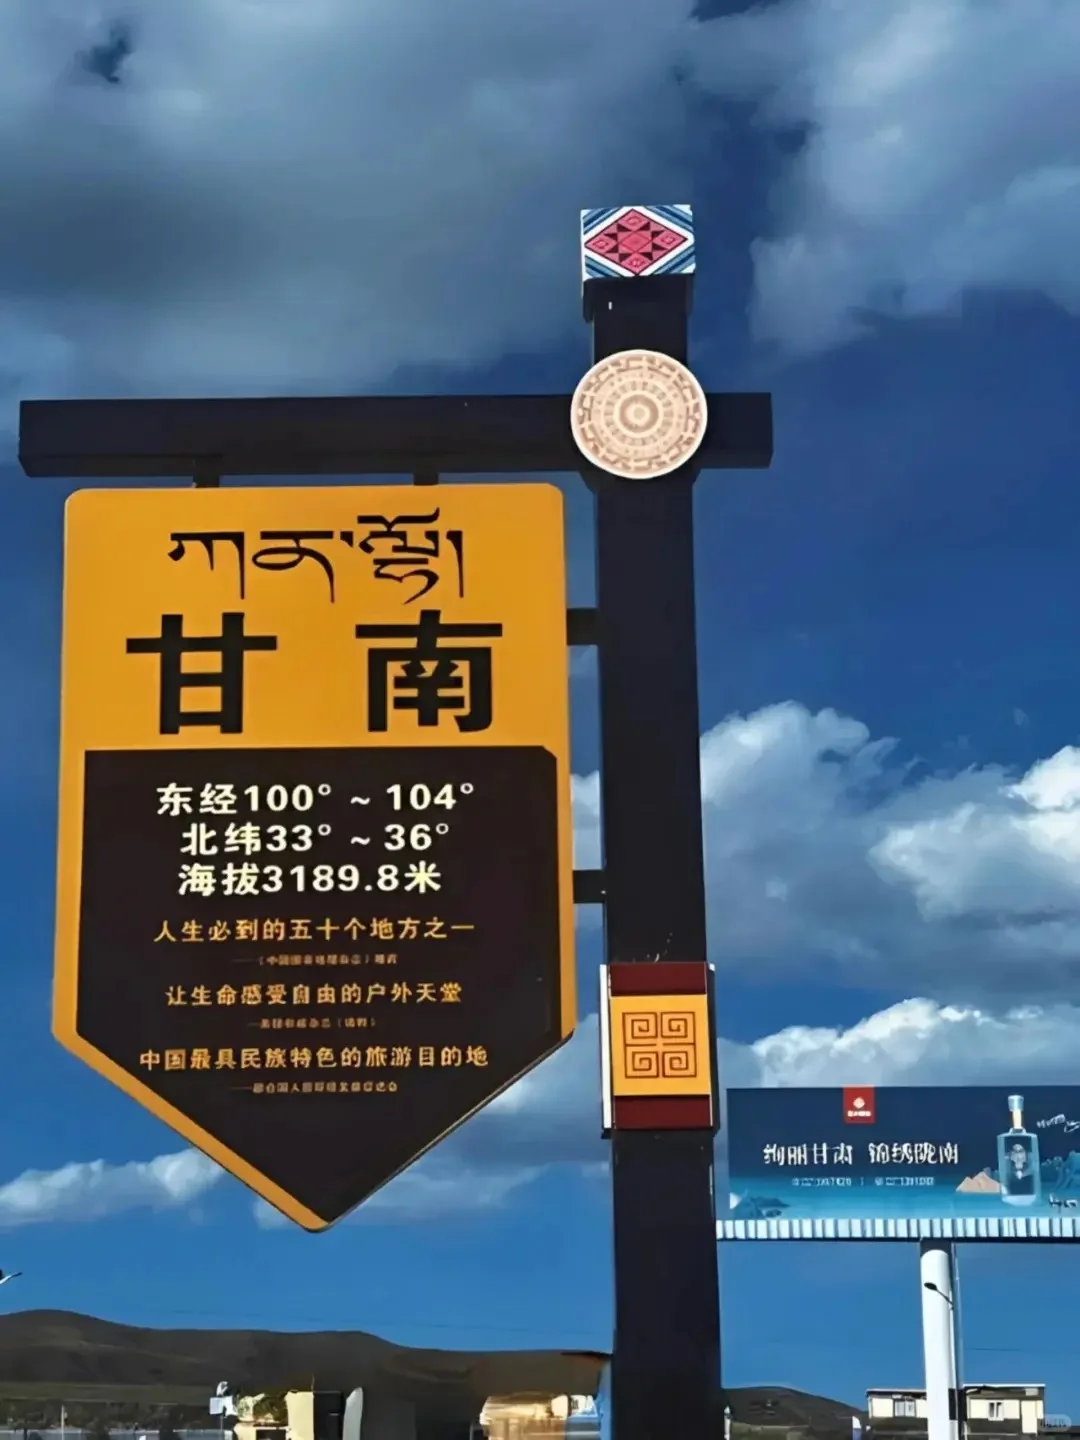 ཀན་ལྷོ།
甘南
东经100° ~ 104°
北纬33° ~ 36°
海拔3189.8米
人生必到的五十个地方之一
让生命感受自由的户外天堂
中国最具民族特色的旅游目的地
绚丽甘肃 锦绣陇南